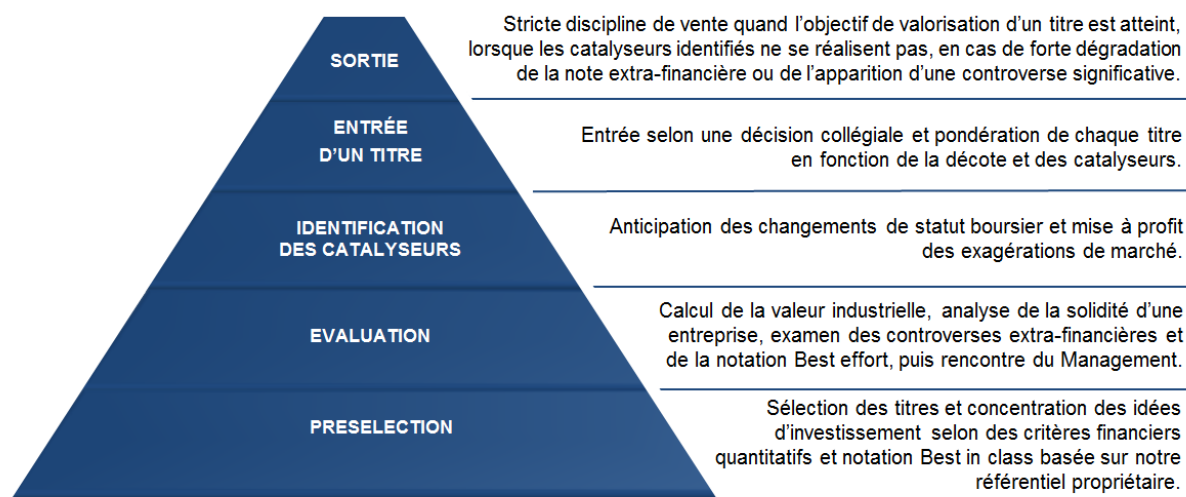 SORTIE
Stricte discipline de vente quand l’objectif de valorisation d’un titre est atteint,
lorsque les catalyseurs identifiés ne se réalisent pas, en cas de forte dégradation
de la note extra-financière ou de l’apparition d’une controverse significative.
ENTRÉE
D’UN TITRE
Entrée selon une décision collégiale et pondération de chaque titre
en fonction de la décote et des catalyseurs.
IDENTIFICATION
DES CATALYSEURS
Anticipation des changements de statut boursier et mise à profit
des exagérations de marché.
EVALUATION
Calcul de la valeur industrielle, analyse de la solidité d’une
entreprise, examen des controverses extra-financières et
de la notation Best effort, puis rencontre du Management.
PRESELECTION
Sélection des titres et concentration des idées
d’investissement selon des critères financiers
quantitatifs et notation Best in class basée sur notre
référentiel propriétaire.